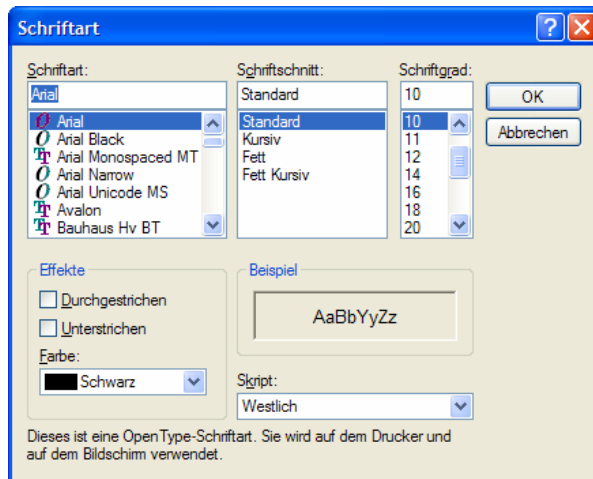 Schriftart
Schriftart:
Arial
Arial
Arial Black
Arial Monospaced MT
Arial Narrow
Arial Unicode MS
Avalon
Bauhaus Hv BT
Schriftschnitt:
Standard
Standard
Kursiv
Fett
Fett Kursiv
Schriftgrad:
10
10
11
12
14
16
18
20
OK
Abbrechen
Effekte
Durchgestrichen
Unterstrichen
Farbe:
Schwarz
Beispiel
AaBbYyZz
Skript:
Westlich
Dieses ist eine OpenType-Schriftart. Sie wird auf dem Drucker und
auf dem Bildschirm verwendet.